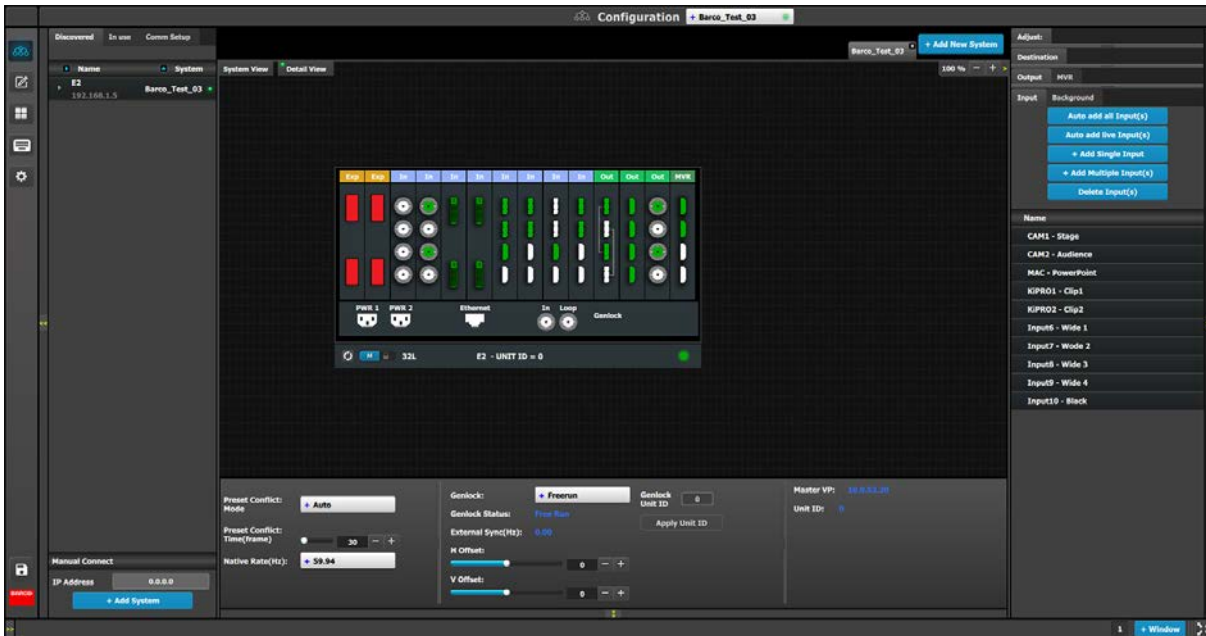 Configuration
+ Barco_Test_03
Discovered In use Comm Setup
Name System
E2 Barco_Test_03
192.168.1.5
Manual Connect
IP Address 0.0.0.0
+ Add System
BARCO
Barco_Test_03 x + Add New System
System View Detail View 100 % − +
Exp Exp In In In In In In In In Out Out Out MVR
PWR 1 PWR 2 Ethernet In Loop Genlock
M 32L E2 - UNIT ID = 0
Preset Conflict:
Mode
+ Auto
Preset Conflict:
Time(frame)
30 − +
Native Rate(Hz): + 59.94
Genlock: + Freerun
Genlock Status: Free Run
External Sync(Hz): 0.00
H Offset:
0 − +
V Offset:
0 − +
Genlock
Unit ID
0
Apply Unit ID
Master VP:
Unit ID: 0
Adjust:
Destination
Output MVR
Input Background
Auto add all Input(s)
Auto add live Input(s)
+ Add Single Input
+ Add Multiple Input(s)
Delete Input(s)
Name
CAM1 - Stage
CAM2 - Audience
MAC - PowerPoint
KiPRO1 - Clip1
KiPRO2 - Clip2
Input6 - Wide 1
Input7 - Wode 2
Input8 - Wide 3
Input9 - Wide 4
Input10 - Black
1 + Window